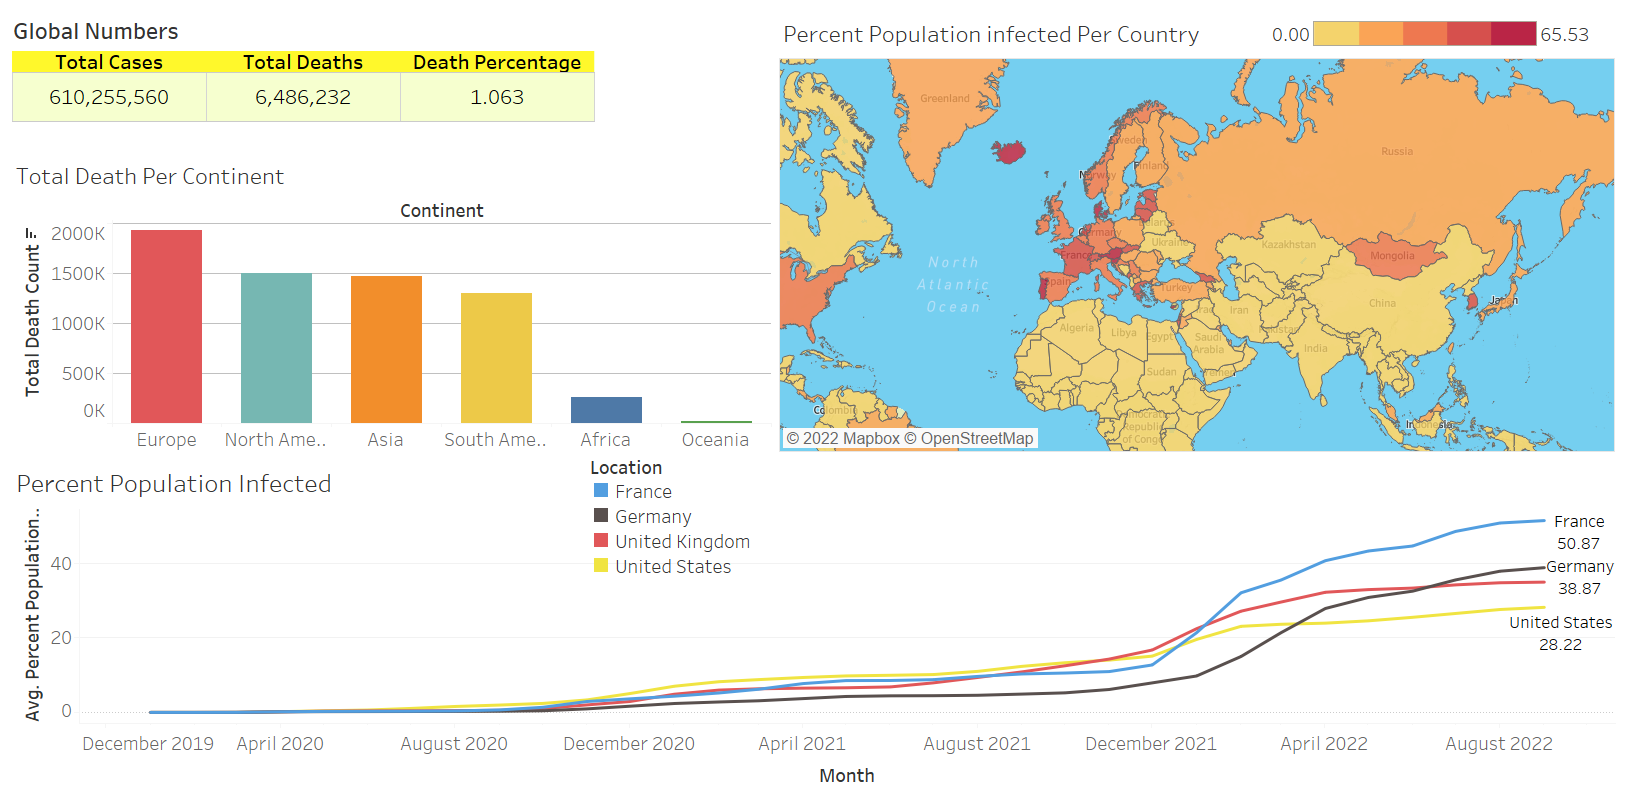 Global Numbers
Total Cases Total Deaths Death Percentage
610,255,560 6,486,232 1.063
Percent Population infected Per Country
0.00 65.53
Greenland
Sweden
Finland
Norway
Russia
Germany
Ukraine
Kazakhstan
France
Mongolia
North
Atlantic
Ocean
Spain
Turkey
Japan
China
Iran
Algeria
Libya
Egypt
Saudi
Arabia
Pakistan
India
Sudan
Yemen
Colombia
Democratic
Republic
of Congo
Indonesia
© 2022 Mapbox © OpenStreetMap
Total Death Per Continent
Continent
Total Death Count
2000K
1500K
1000K
500K
0K
Europe North Ame.. Asia South Ame.. Africa Oceania
Percent Population Infected
Location
France
Germany
United Kingdom
United States
Avg. Percent Population..
40
20
0
France
50.87
Germany
38.87
United States
28.22
December 2019 April 2020 August 2020 December 2020 April 2021 August 2021 December 2021 April 2022 August 2022
Month